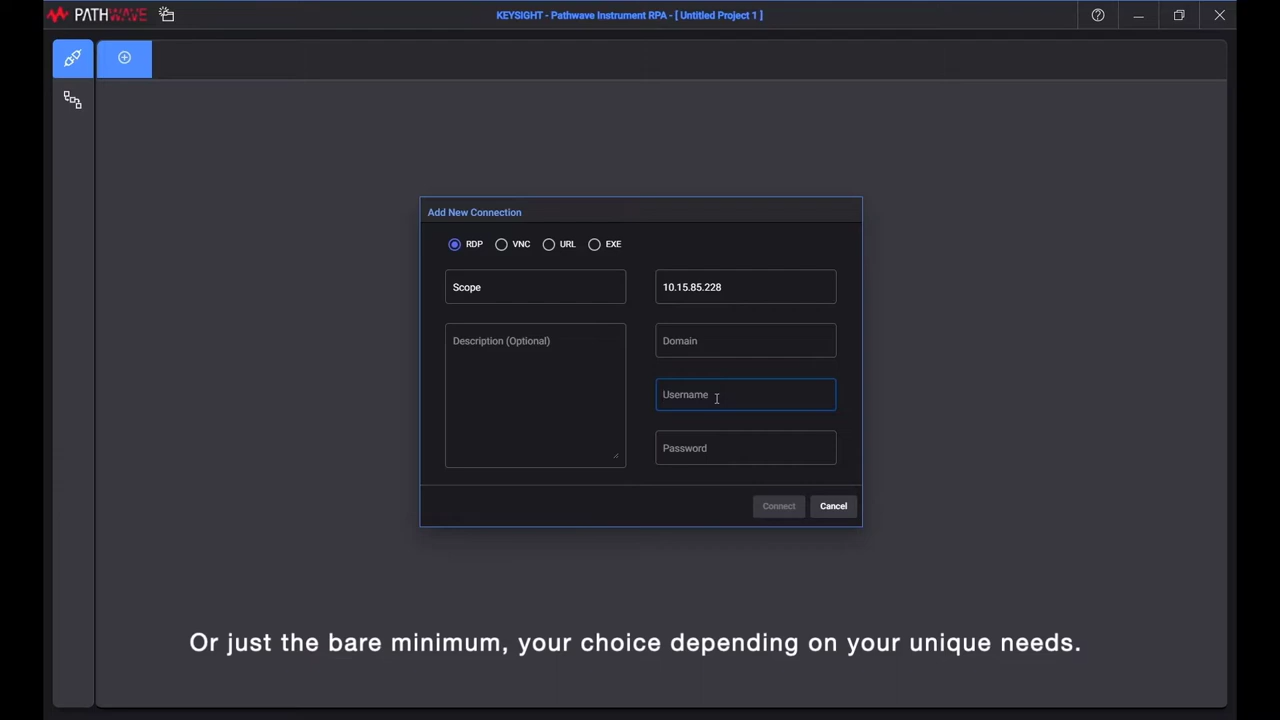 PATHWAVE
KEYSIGHT - Pathwave Instrument RPA - [ Untitled Project 1 ]
Add New Connection
RDP VNC URL EXE
Scope 10.15.85.228
Description (Optional) Domain
Username
Password
Connect Cancel
Or just the bare minimum, your choice depending on your unique needs.